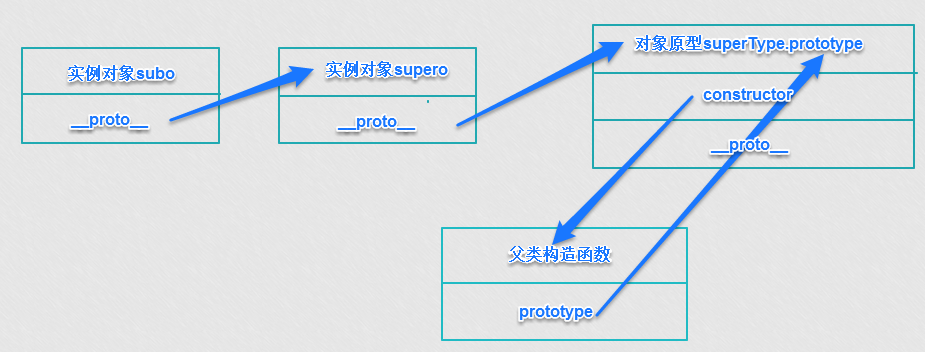 实例对象subo
__proto__
实例对象supero
__proto__
对象原型superType.prototype
constructor
__proto__
父类构造函数
prototype